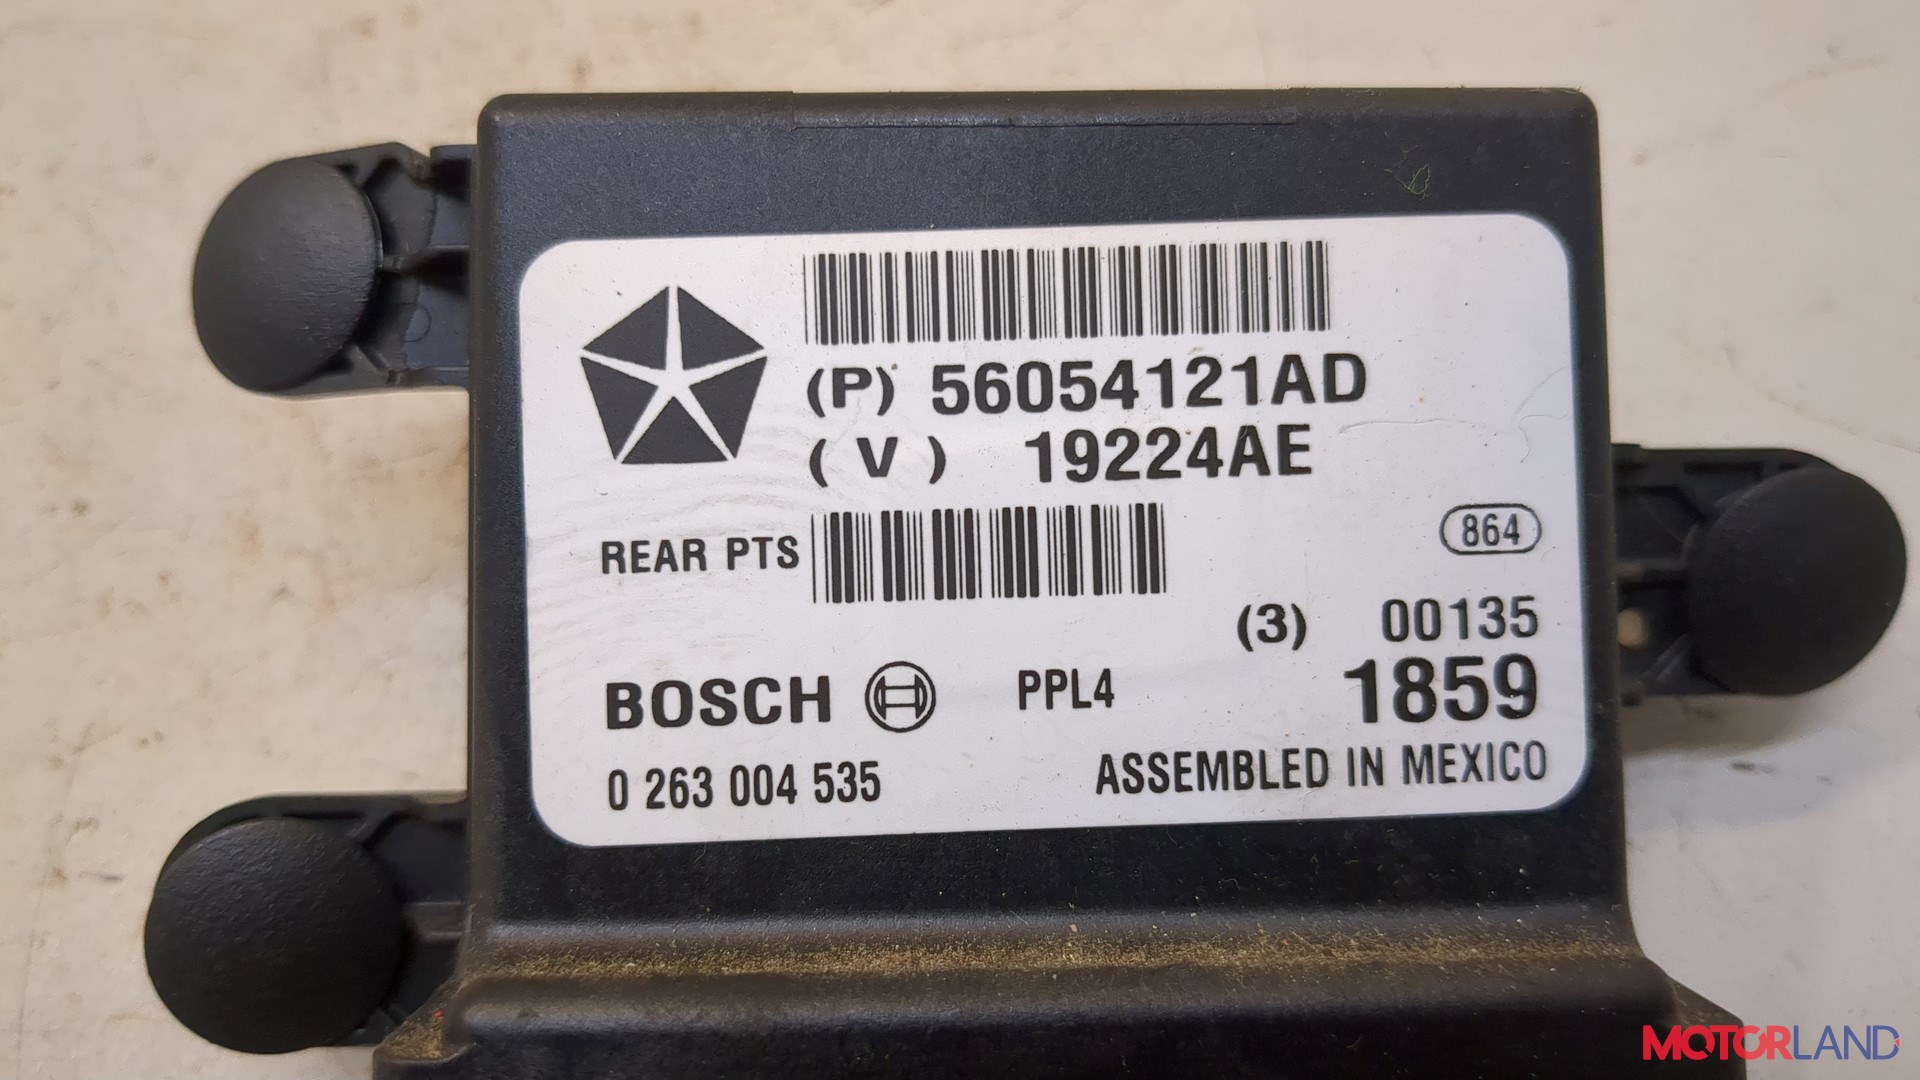 (P) 56054121AD
(V) 19224AE
REAR PTS
864
(3) 00135
BOSCH PPL4 1859
0 263 004 535 ASSEMBLED IN MEXICO
MOTORLAND